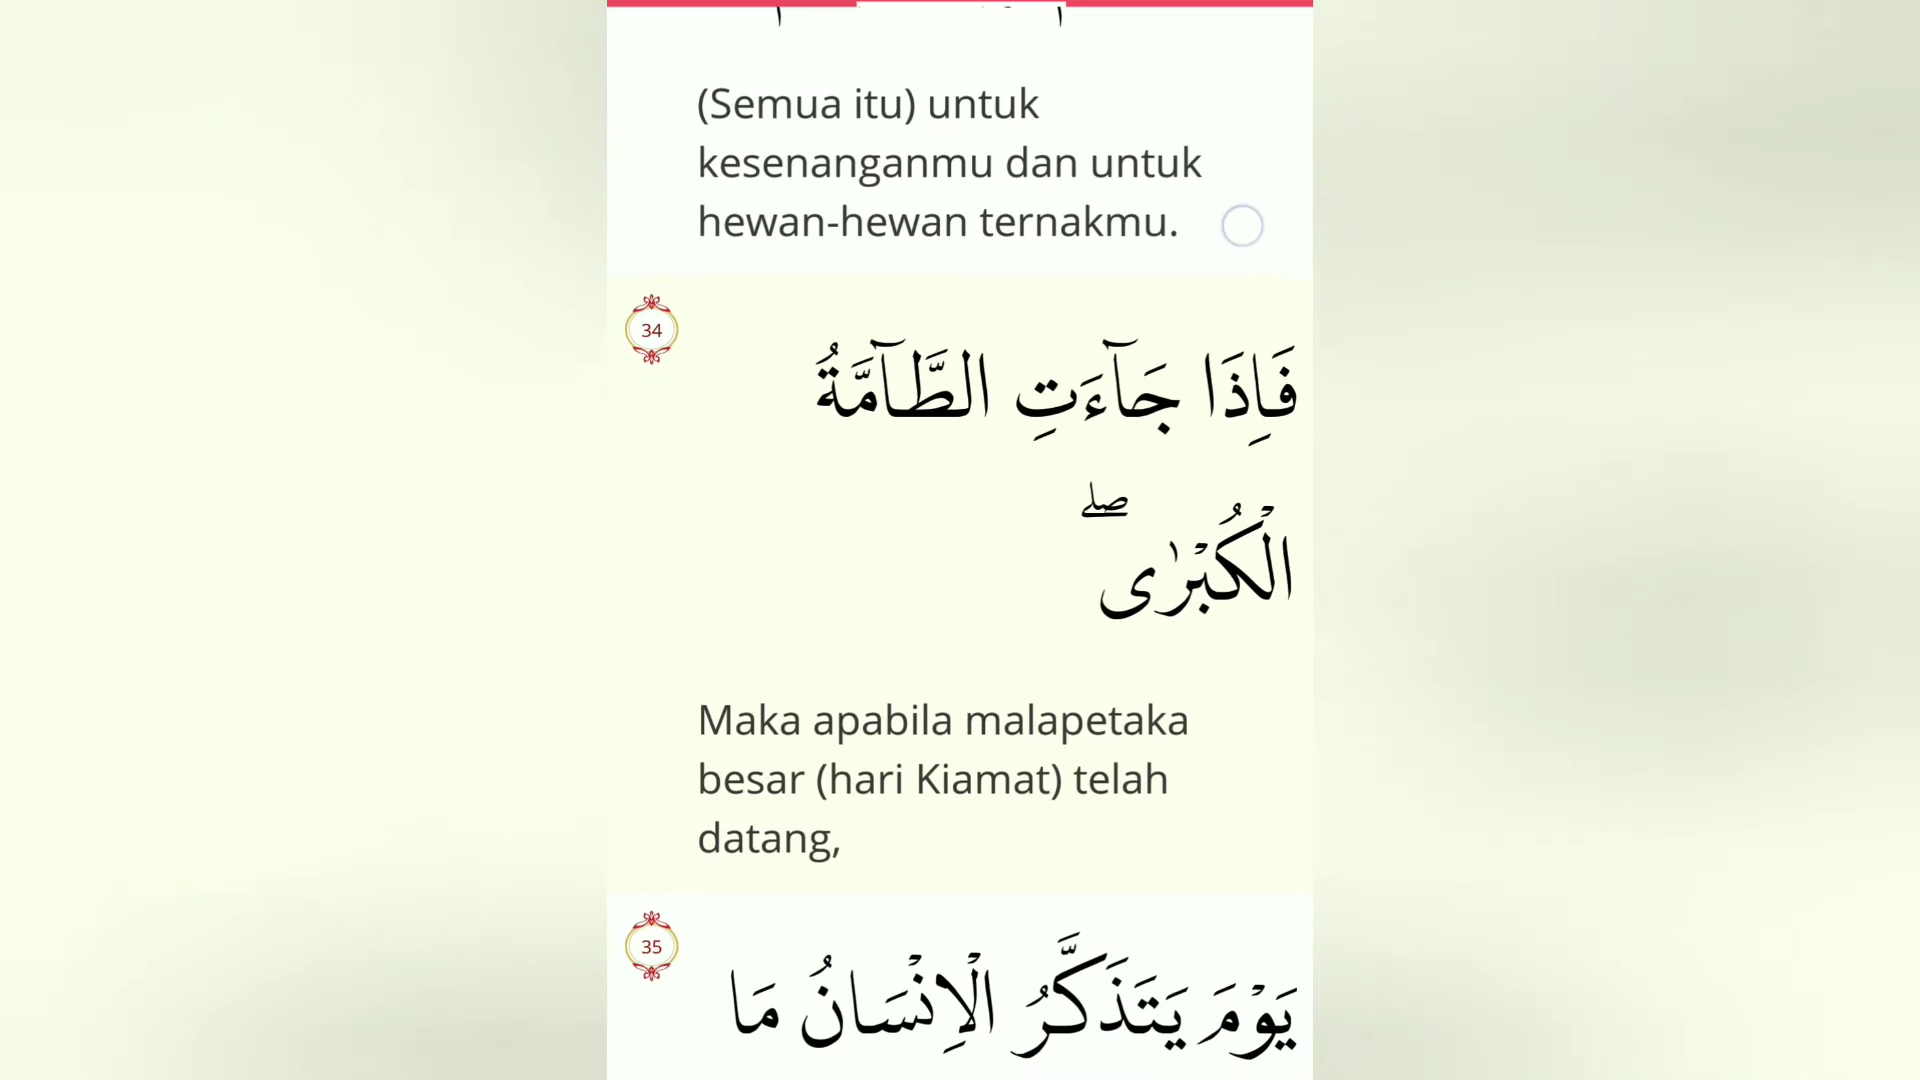 (Semua itu) untuk
kesenanganmu dan untuk
hewan-hewan ternakmu.
34
فَاِذَا جَاۤءَتِ الطَّاۤمَّةُ
الْكُبْرٰىۖ
Maka apabila malapetaka
besar (hari Kiamat) telah
datang,
35
يَوْمَ يَتَذَكَّرُ الْاِنْسَانُ مَا